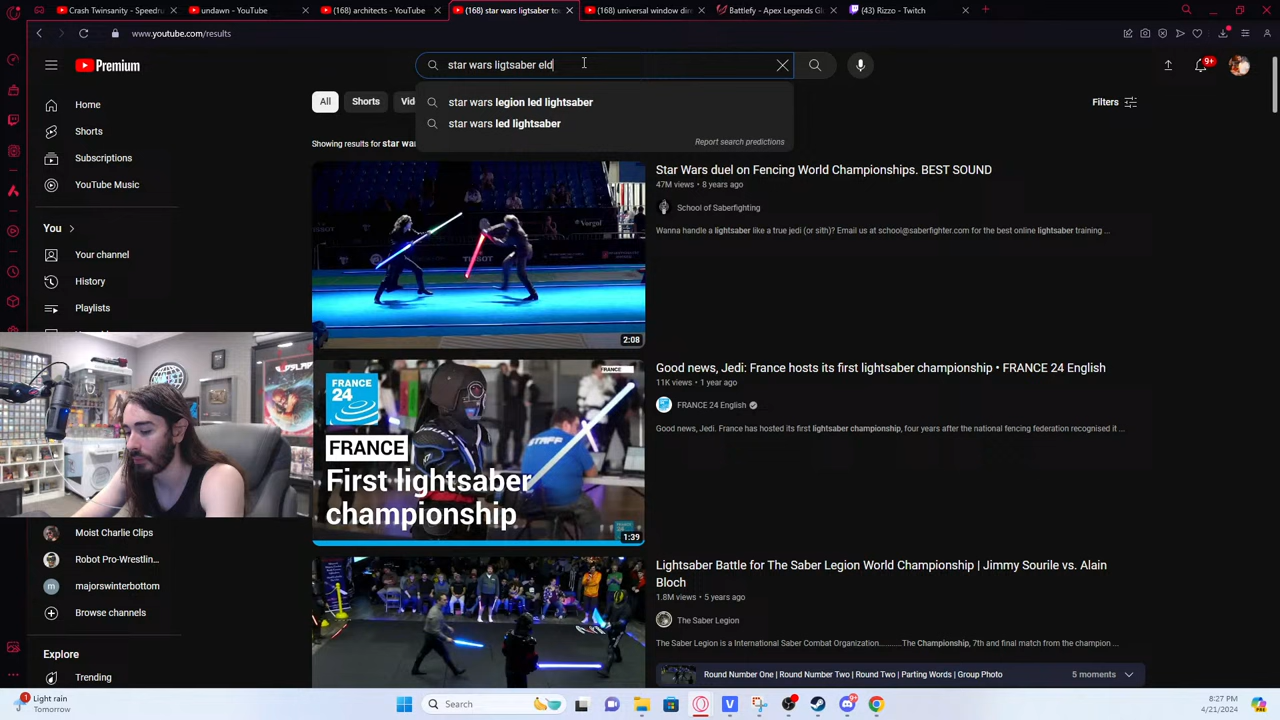 Crash Twinsanity - Speedru
undawn - YouTube
(168) architects - YouTube
(168) star wars ligtsaber to
(168) universal window dire
Battlefy - Apex Legends Gl
(43) Rizzo - Twitch
www.youtube.com/results
Premium
star wars ligtsaber eld
9+
star wars legion led lightsaber
star wars led lightsaber
Report search predictions
All
Shorts
Vid
Filters
Showing results for star war
Home
Shorts
Subscriptions
YouTube Music
You
Your channel
History
Playlists
Moist Charlie Clips
Robot Pro-Wrestlin...
m
majorswinterbottom
Browse channels
Explore
Trending
TISSOT
2:08
Star Wars duel on Fencing World Championships. BEST SOUND
47M views • 8 years ago
School of Saberfighting
Wanna handle a lightsaber like a true jedi (or sith)? Email us at school@saberfighter.com for the best online lightsaber training ...
FRANCE
24
FRANCE
First lightsaber
championship
STAFF
1:39
Good news, Jedi: France hosts its first lightsaber championship • FRANCE 24 English
11K views • 1 year ago
FRANCE 24 English
Good news, Jedi. France has hosted its first lightsaber championship, four years after the national fencing federation recognised it ...
Lightsaber Battle for The Saber Legion World Championship | Jimmy Sourile vs. Alain
Bloch
1.8M views • 5 years ago
The Saber Legion
The Saber Legion is a International Saber Combat Organization..........The Championship, 7th and final match from the champion ...
Round Number One | Round Number Two | Round Two | Parting Words | Group Photo
5 moments
1
Light rain
Tomorrow
Search
9+
8:27 PM
4/21/2024